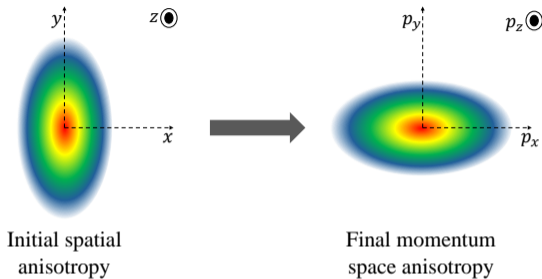 y
z
x
Initial spatial
anisotropy
p_y
p_z
p_x
Final momentum
space anisotropy